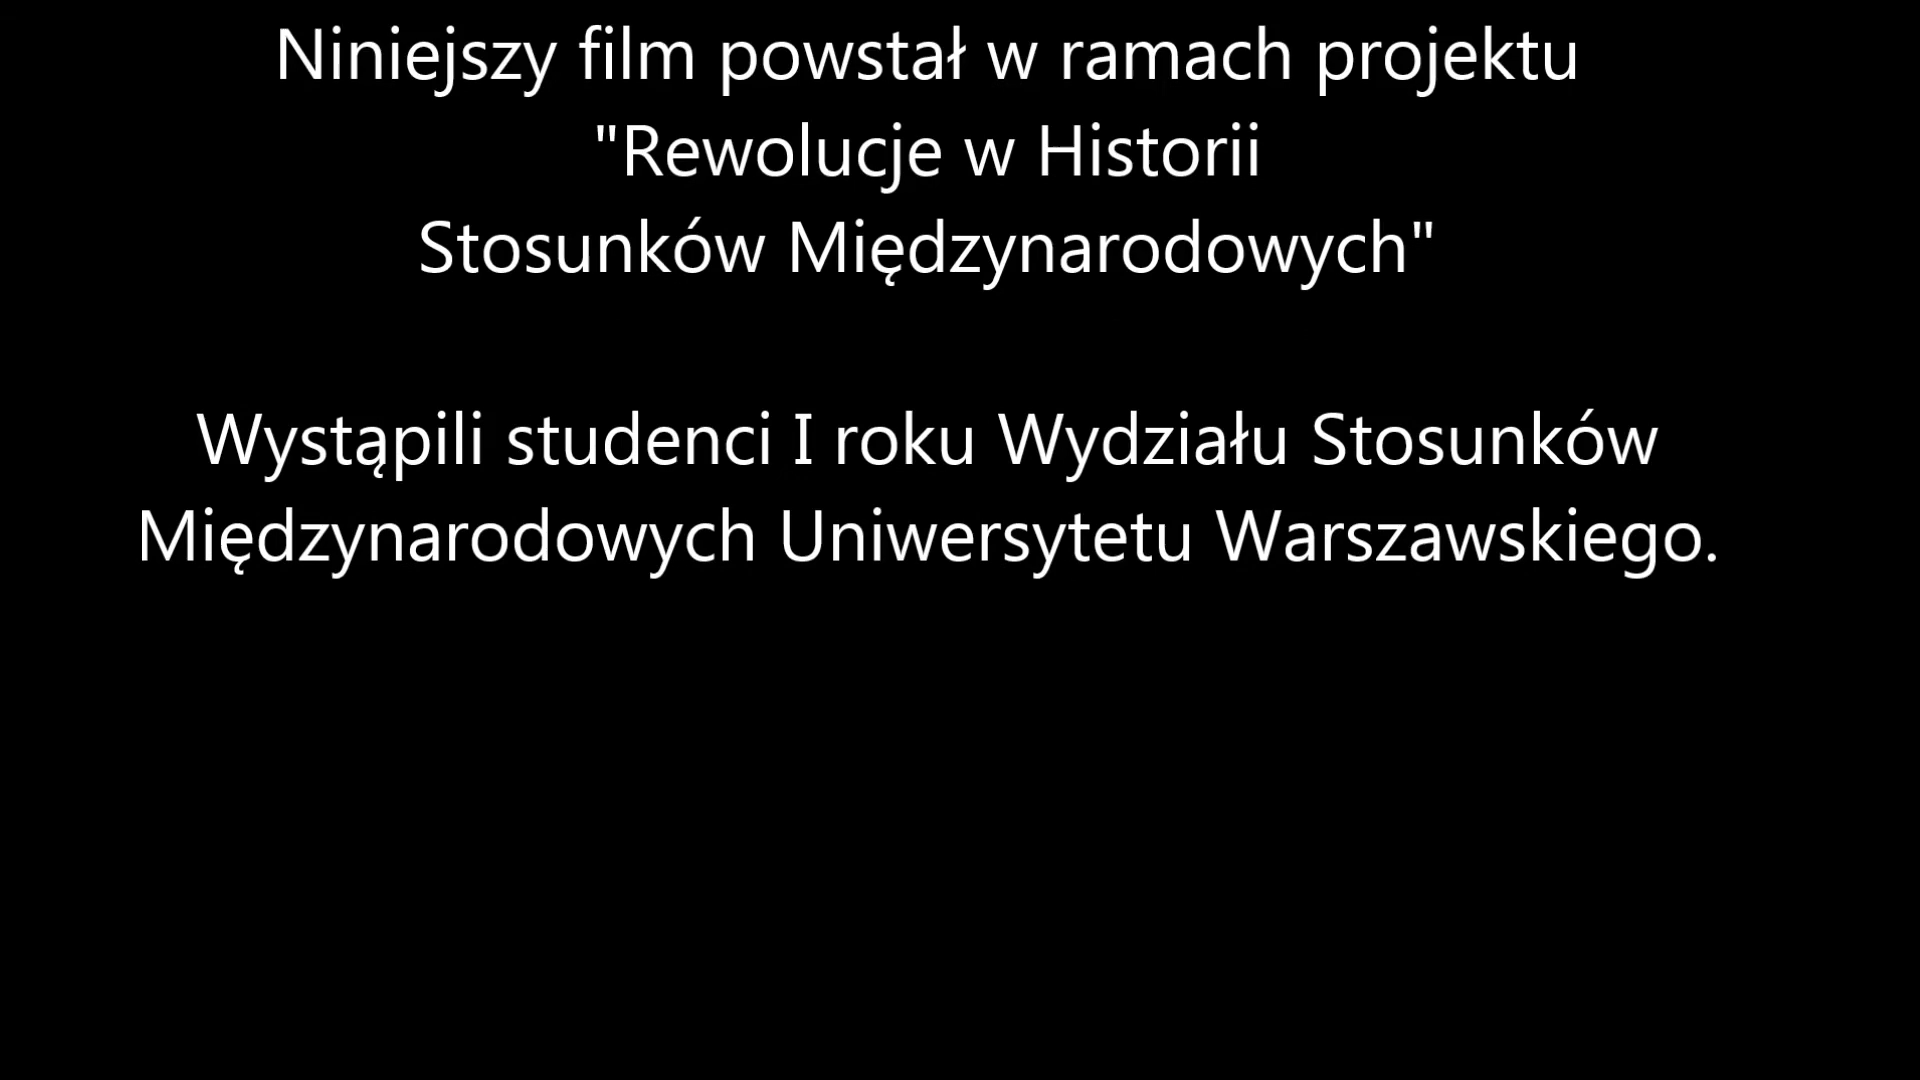 Niniejszy film powstał w ramach projektu
"Rewolucje w Historii
Stosunków Międzynarodowych"
Wystąpili studenci I roku Wydziału Stosunków
Międzynarodowych Uniwersytetu Warszawskiego.